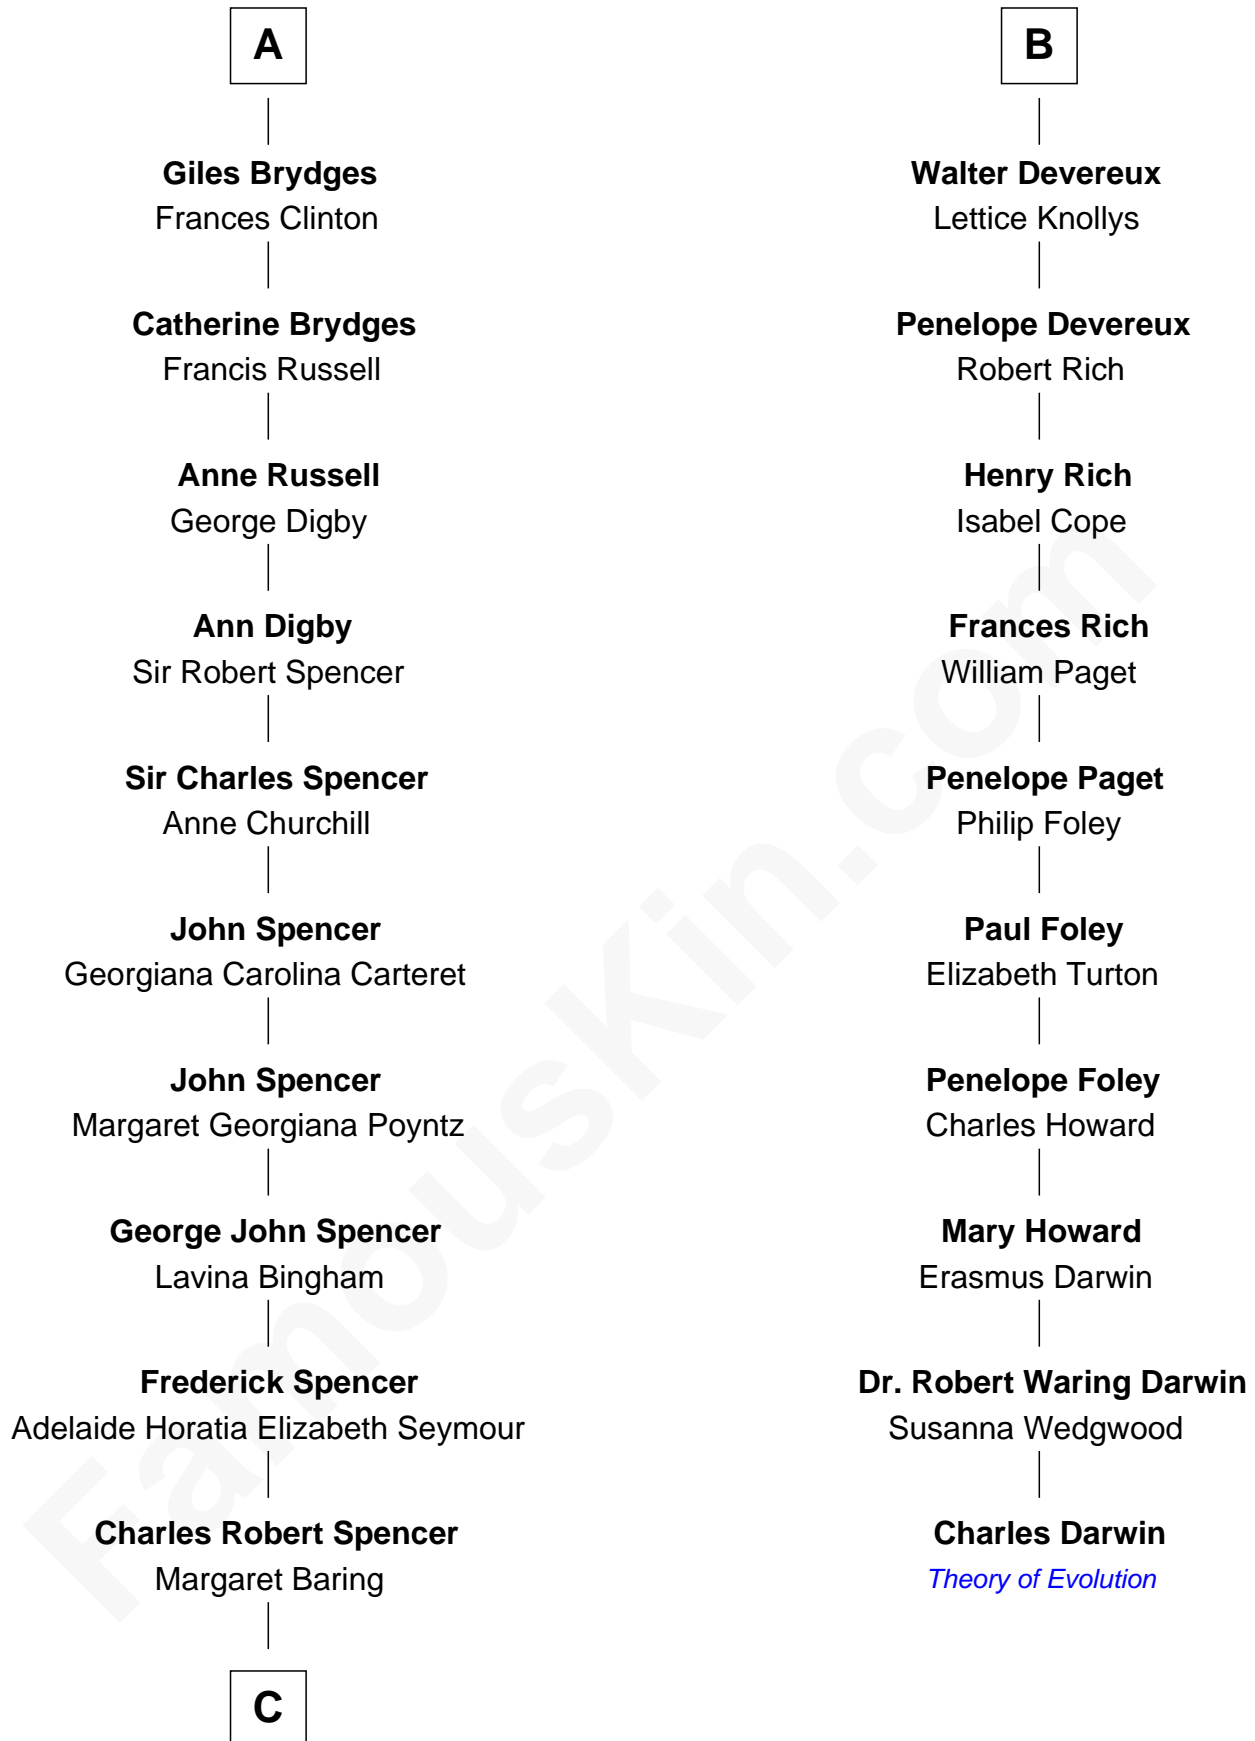 A
Giles Brydges
Frances Clinton
Catherine Brydges
Francis Russell
Anne Russell
George Digby
Ann Digby
Sir Robert Spencer
Sir Charles Spencer
Anne Churchill
John Spencer
Georgiana Carolina Carteret
John Spencer
Margaret Georgiana Poyntz
George John Spencer
Lavina Bingham
Frederick Spencer
Adelaide Horatia Elizabeth Seymour
Charles Robert Spencer
Margaret Baring
C
B
Walter Devereux
Lettice Knollys
Penelope Devereux
Robert Rich
Henry Rich
Isabel Cope
Frances Rich
William Paget
Penelope Paget
Philip Foley
Paul Foley
Elizabeth Turton
Penelope Foley
Charles Howard
Mary Howard
Erasmus Darwin
Dr. Robert Waring Darwin
Susanna Wedgwood
Charles Darwin
Theory of Evolution
FamousKin.com